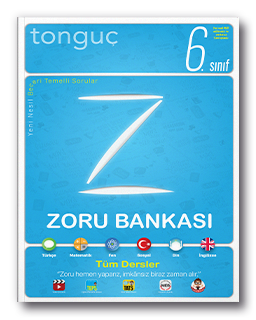 tonguç
6. sınıf
Yeni Nesil Beceri Temelli Sorular
Z
ZORU BANKASI
Türkçe Matematik Fen Sosyal Din İngilizce
Tüm Dersler
"Zoru hemen yaparız, imkânsız biraz zaman alır."